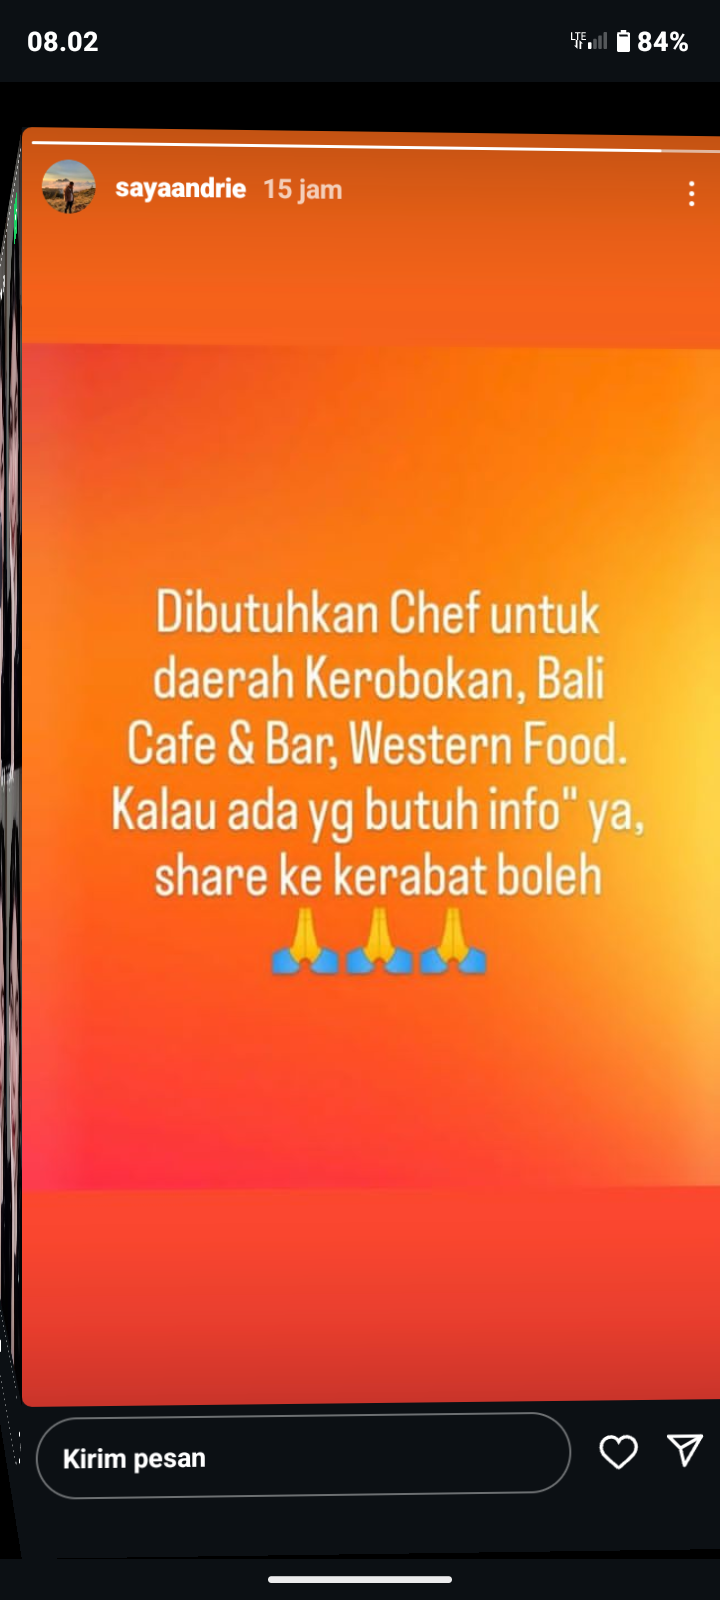 08.02
LTE 84%
sayaandrie 15 jam
Dibutuhkan Chef untuk
daerah Kerobokan, Bali
Cafe & Bar, Western Food.
Kalau ada yg butuh info" ya,
share ke kerabat boleh
🙏🙏🙏
Kirim pesan